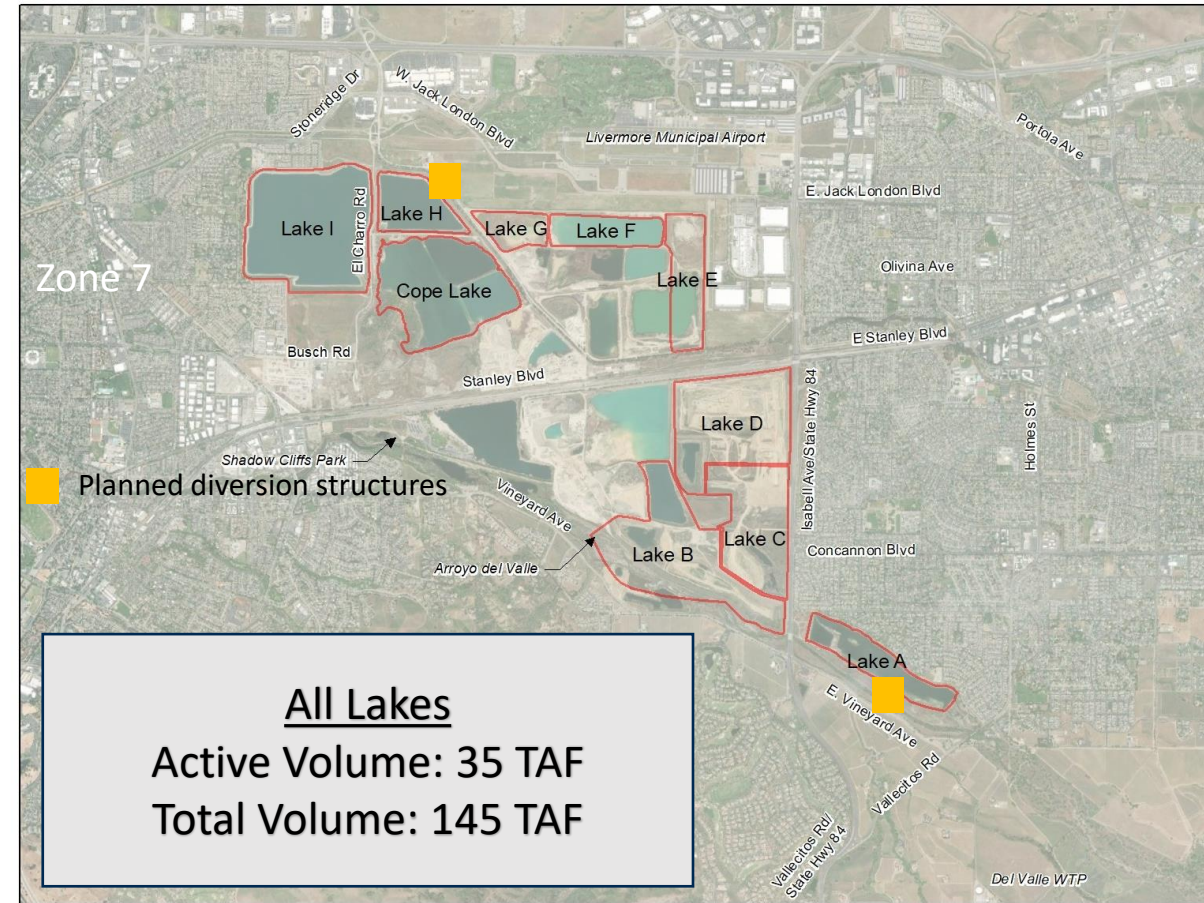 Stoneridge Dr
W. Jack London Blvd
Livermore Municipal Airport
Portola Ave
E. Jack London Blvd
El Charro Rd
Lake I
Lake H
Lake G
Lake F
Lake E
Olivina Ave
Zone 7
Cope Lake
E Stanley Blvd
Busch Rd
Stanley Blvd
Isabell Ave/State Hwy 84
Holmes St
Lake D
Shadow Cliffs Park
Planned diversion structures
Vineyard Ave
Lake C
Concannon Blvd
Lake B
Arroyo del Valle
Lake A
E. Vineyard Ave
Vallecitos Rd
Vallecitos Rd/
State Hwy 84
Del Valle WTP
All Lakes
Active Volume: 35 TAF
Total Volume: 145 TAF